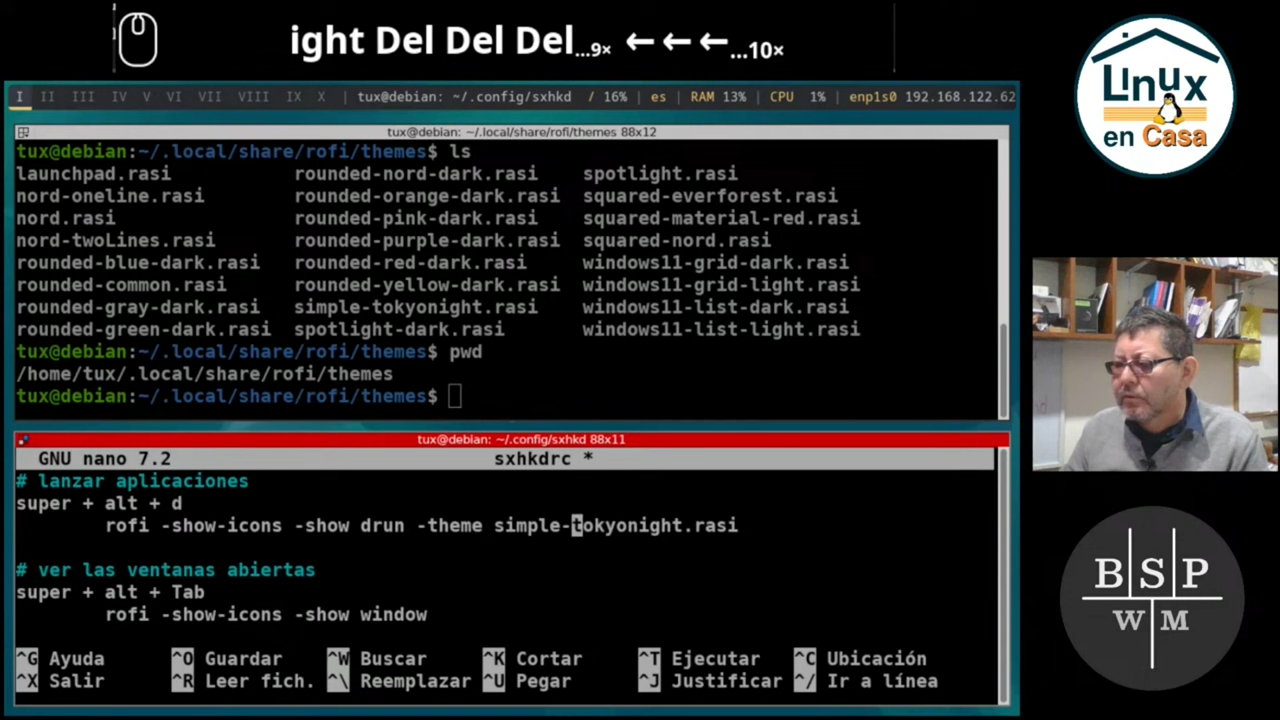 ight Del Del Del...9× ←←←...10×
I II III IV V VI VII VIII IX X | tux@debian: ~/.config/sxhkd / 16% | es | RAM 13% | CPU 1% | enp1s0 192.168.122.62
tux@debian: ~/.local/share/rofi/themes 88x12
tux@debian:~/.local/share/rofi/themes$ ls
launchpad.rasi rounded-nord-dark.rasi spotlight.rasi
nord-oneline.rasi rounded-orange-dark.rasi squared-everforest.rasi
nord.rasi rounded-pink-dark.rasi squared-material-red.rasi
nord-twoLines.rasi rounded-purple-dark.rasi squared-nord.rasi
rounded-blue-dark.rasi rounded-red-dark.rasi windows11-grid-dark.rasi
rounded-common.rasi rounded-yellow-dark.rasi windows11-grid-light.rasi
rounded-gray-dark.rasi simple-tokyonight.rasi windows11-list-dark.rasi
rounded-green-dark.rasi spotlight-dark.rasi windows11-list-light.rasi
tux@debian:~/.local/share/rofi/themes$ pwd
/home/tux/.local/share/rofi/themes
tux@debian:~/.local/share/rofi/themes$
tux@debian: ~/.config/sxhkd 88x11
GNU nano 7.2 sxhkdrc *
# lanzar aplicaciones
super + alt + d
rofi -show-icons -show drun -theme simple-tokyonight.rasi
# ver las ventanas abiertas
super + alt + Tab
rofi -show-icons -show window
^G Ayuda ^O Guardar ^W Buscar ^K Cortar ^T Ejecutar ^C Ubicación
^X Salir ^R Leer fich. ^\ Reemplazar ^U Pegar ^J Justificar ^/ Ir a línea
Linux
en Casa
B S P
W M